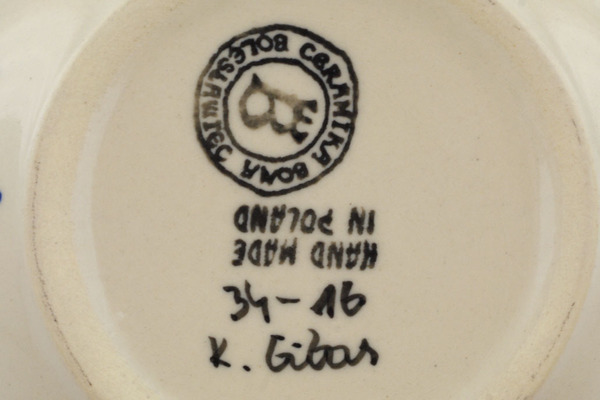 CERAMIKA BONA BOLESŁAWIEC
HAND MADE
IN POLAND
34-16
K. Gibas